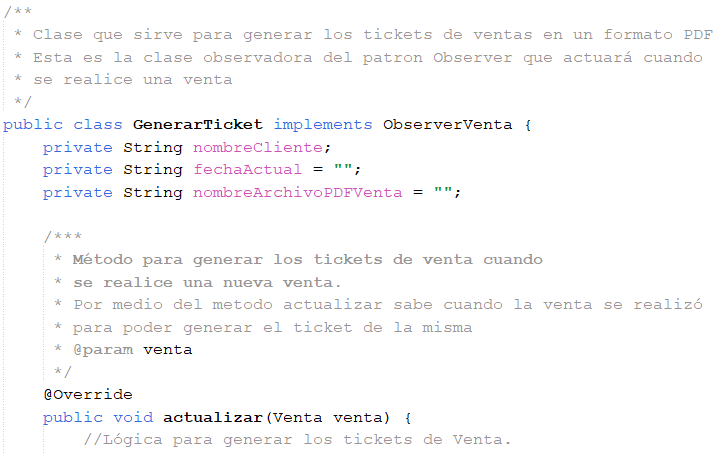 /**
 * Clase que sirve para generar los tickets de ventas en un formato PDF
 * Esta es la clase observadora del patron Observer que actuará cuando
 * se realice una venta
 */
public class GenerarTicket implements ObserverVenta {
    private String nombreCliente;
    private String fechaActual = "";
    private String nombreArchivoPDFVenta = "";

    /***
     * Método para generar los tickets de venta cuando
     * se realice una nueva venta.
     * Por medio del metodo actualizar sabe cuando la venta se realizó
     * para poder generar el ticket de la misma
     * @param venta
     */
    @Override
    public void actualizar(Venta venta) {
        //Lógica para generar los tickets de Venta.